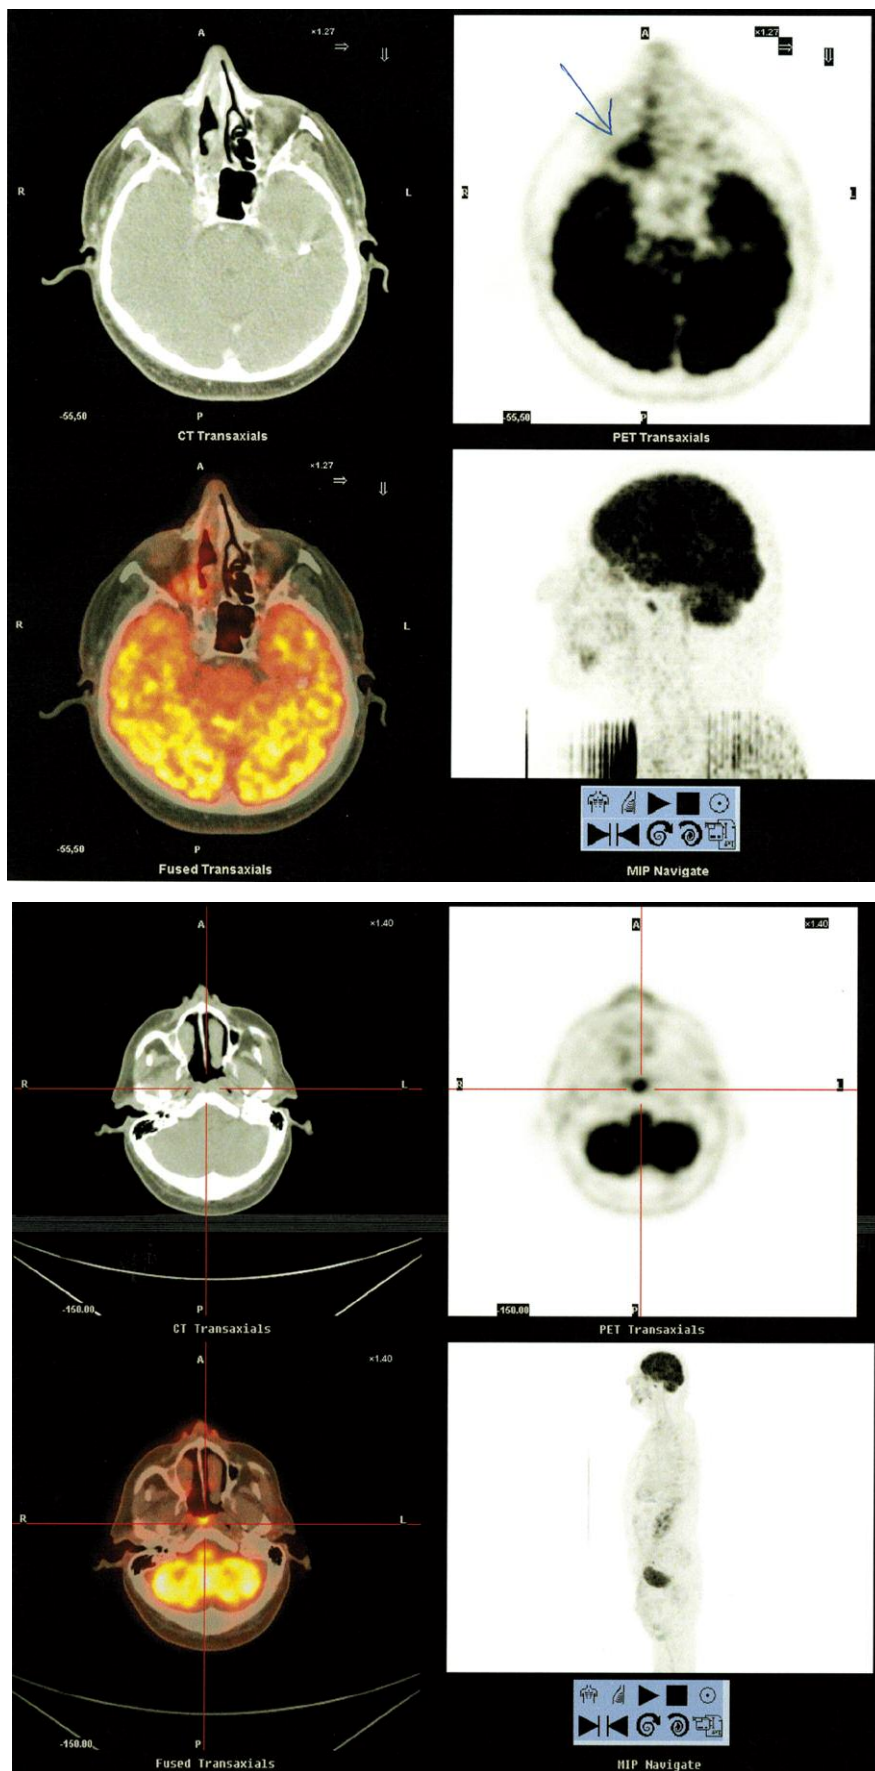 A
×1.27
R
L
-55,50
P
CT Transaxials
A
×1.27
R
L
-55,50
P
PET Transaxials
A
×1.27
R
L
-55,50
P
Fused Transaxials
MIP Navigate
A
×1.40
R
L
-150.00
P
CT Transaxials
A
×1.40
R
L
-150.00
P
PET Transaxials
A
×1.40
R
L
-150.00
P
Fused Transaxials
MIP Navigate